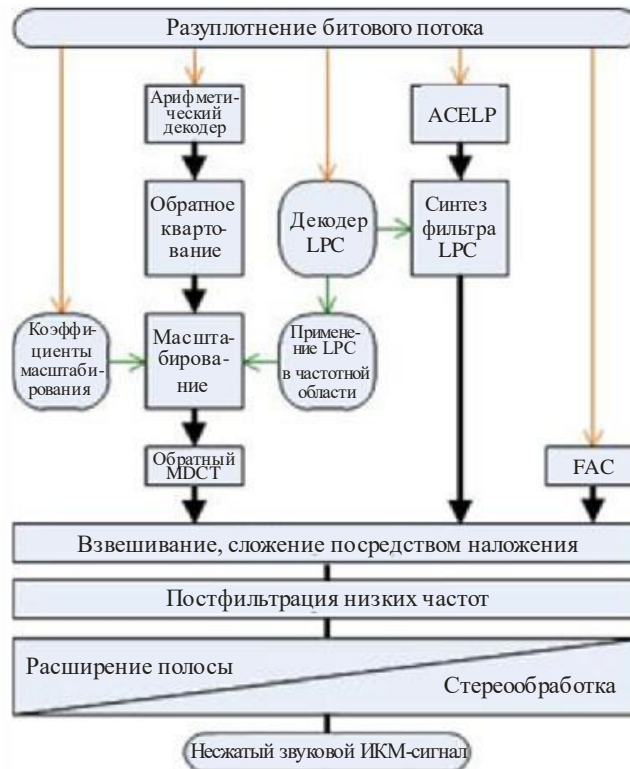 Разуплотнение битового потока
Арифмети-
ческий
декодер
ACELP
Обратное
кварто-
вание
Декодер
LPC
Синтез
фильтра
LPC
Коэффи-
циенты
масштаби-
рования
Масшта-
бирова-
ние
Применение LPC
в частотной
области
Обратный
MDCT
FAC
Взвешивание, сложение посредством наложения
Постфильтрация низких частот
Расширение полосы
Стереообработка
Несжатый звуковой ИКМ-сигнал